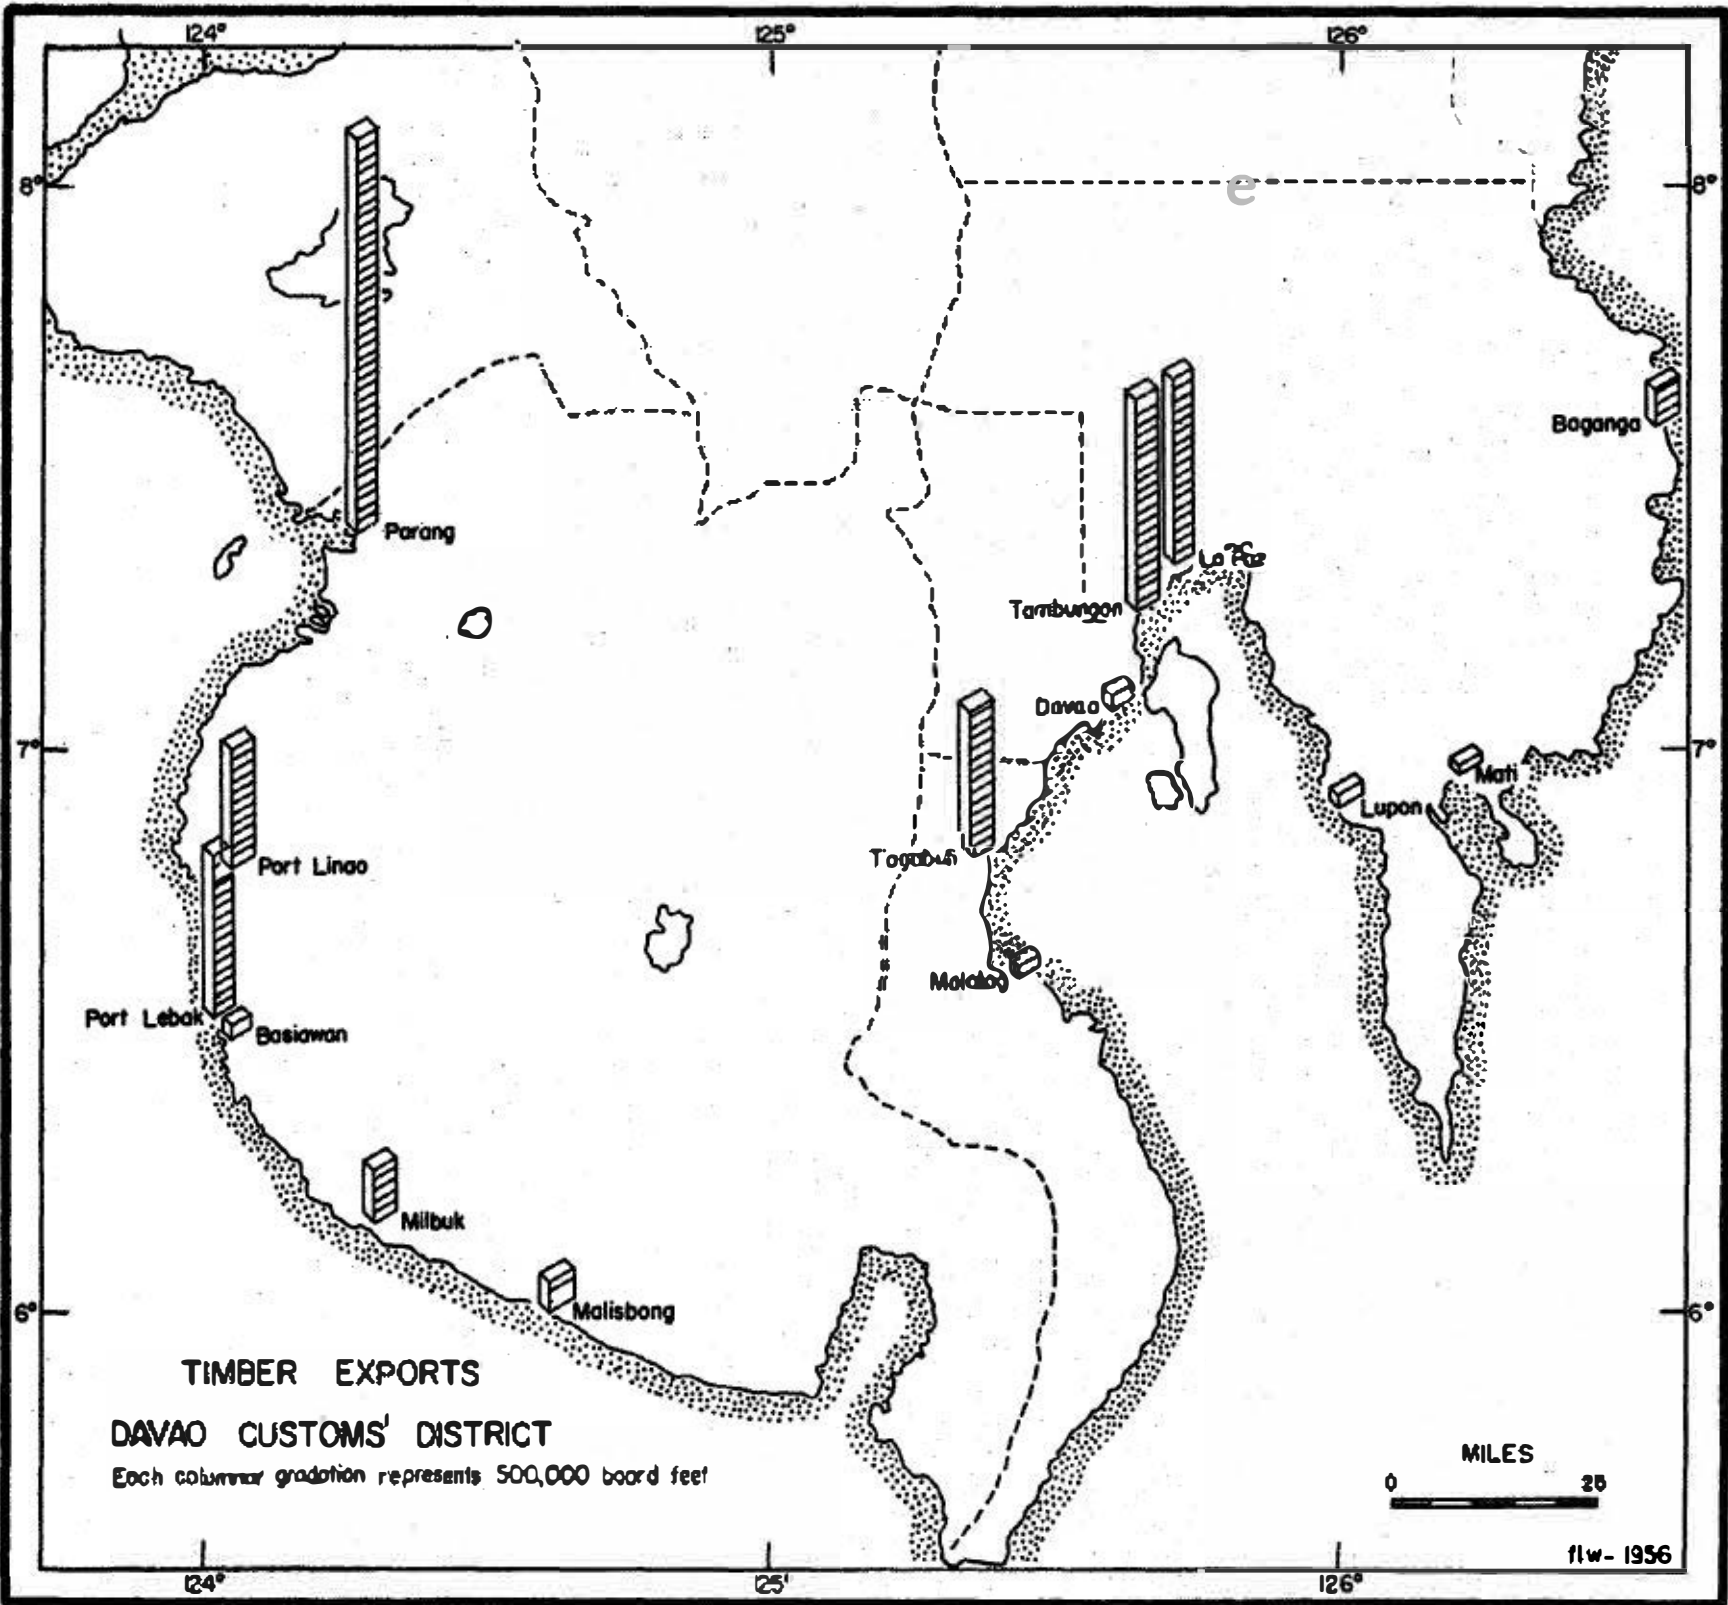 124° 125° 126°
8° 8°
e
Baganga
Parang
La Paz
Tambungon
Davao
7° 7°
Mati
Lupon
Port Linao
Malalag
Port Lebak
Basiawan
Milbuk
6° 6°
Malisbong
TIMBER EXPORTS
DAVAO CUSTOMS' DISTRICT
Each columnar gradation represents 500,000 board feet
MILES
0 25
flw-1956
124° 125° 126°